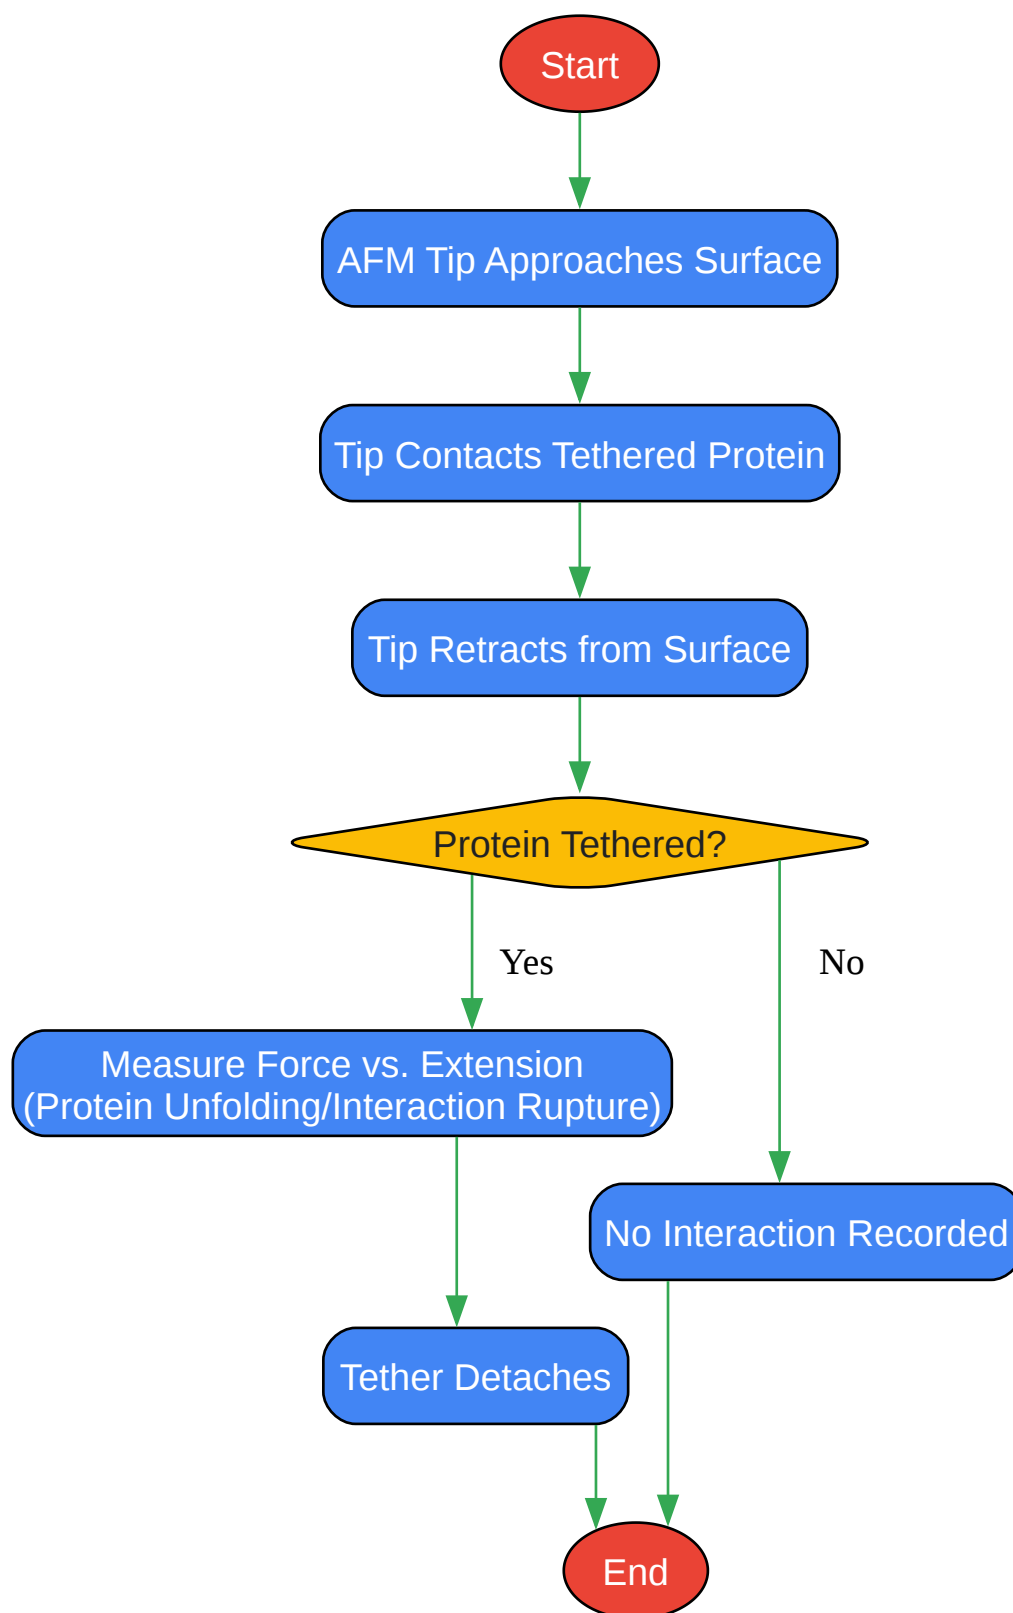 Start
AFM Tip Approaches Surface
Tip Contacts Tethered Protein
Tip Retracts from Surface
Protein Tethered?
Yes
No
Measure Force vs. Extension
(Protein Unfolding/Interaction Rupture)
No Interaction Recorded
Tether Detaches
End